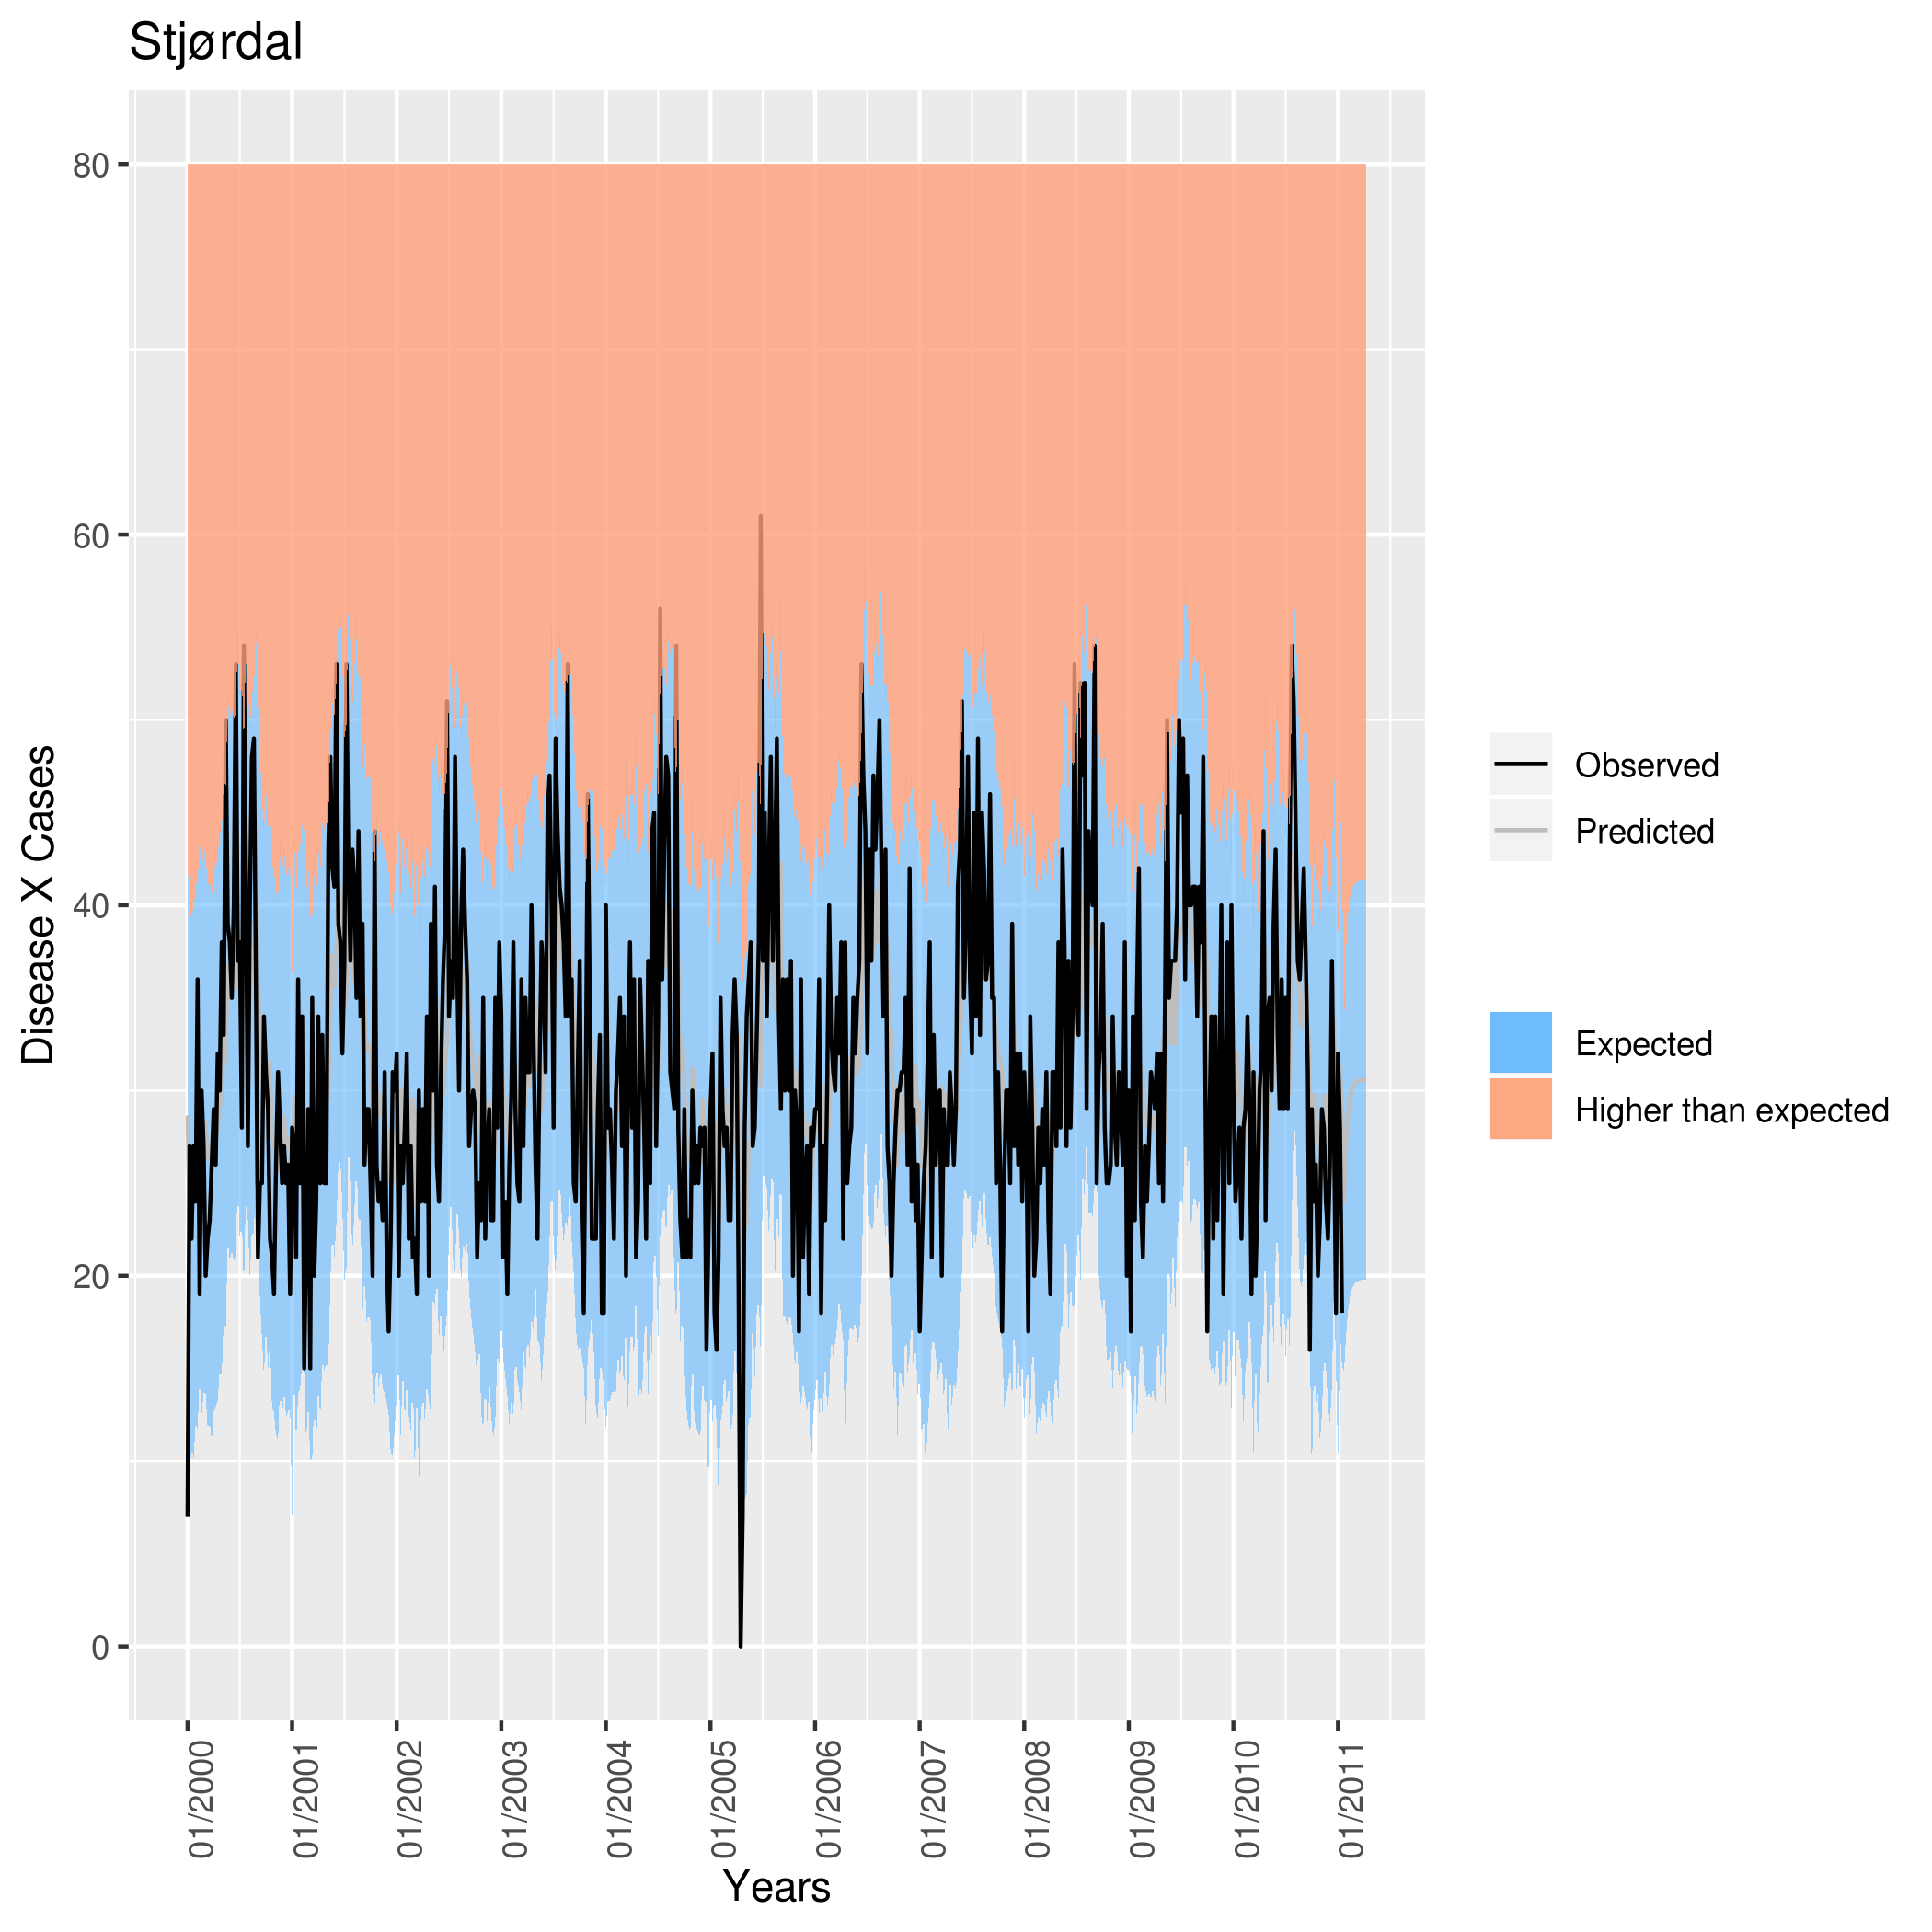 Stjørdal
Disease X Cases
80
60
40
20
0
01/2000
01/2001
01/2002
01/2003
01/2004
01/2005
01/2006
01/2007
01/2008
01/2009
01/2010
01/2011
Years
Observed
Predicted
Expected
Higher than expected